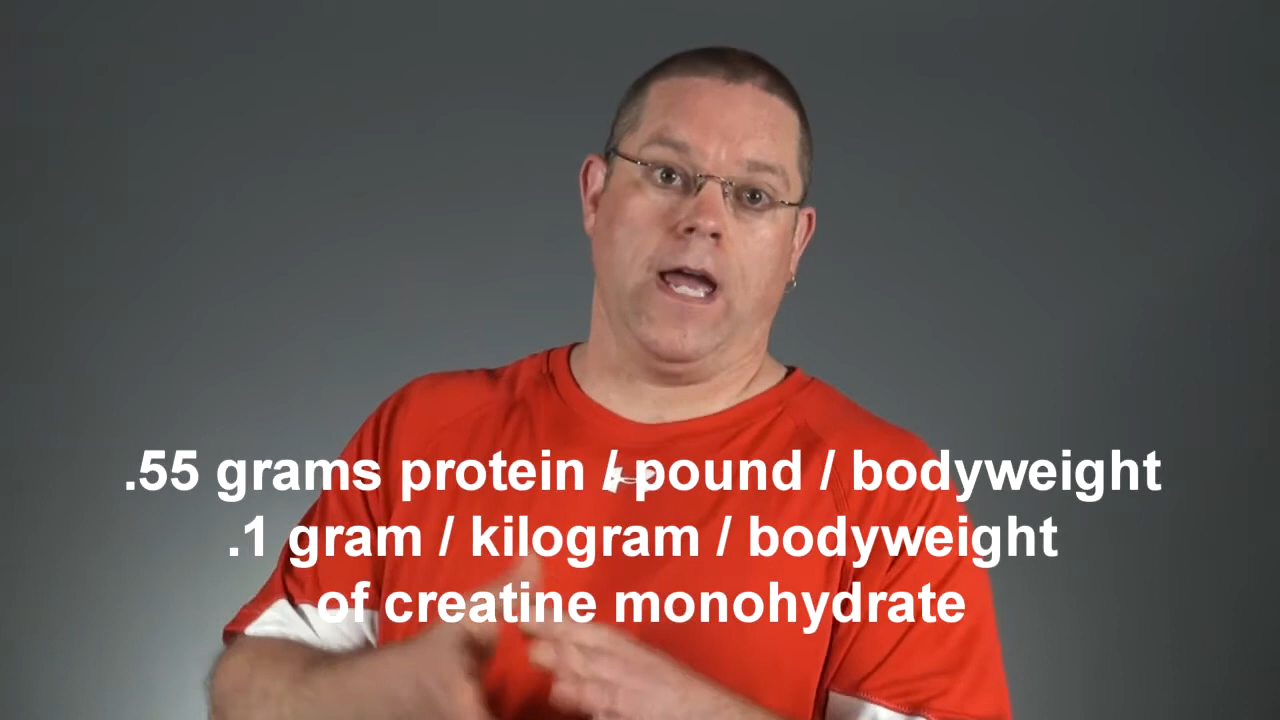 .55 grams protein / pound / bodyweight
.1 gram / kilogram / bodyweight
of creatine monohydrate